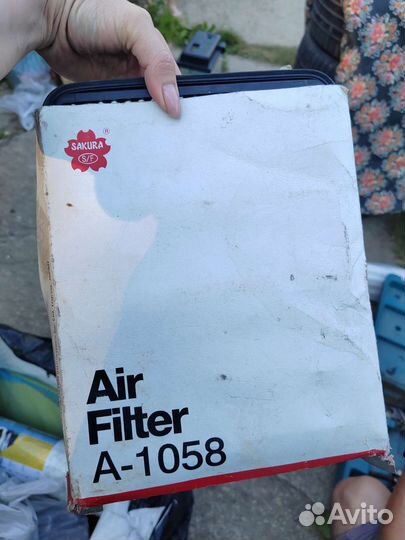 SAKURA ®
S/F
Air
Filter
A-1058
Avito